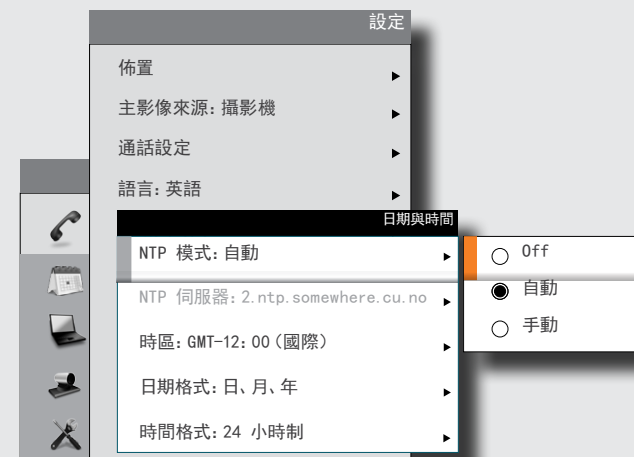 設定
佈置
主影像來源：攝影機
通話設定
語言：英語
日期與時間
NTP 模式：自動
NTP 伺服器：2.ntp.somewhere.cu.no
時區：GMT-12：00（國際）
日期格式：日、月、年
時間格式：24 小時制
Off
自動
手動